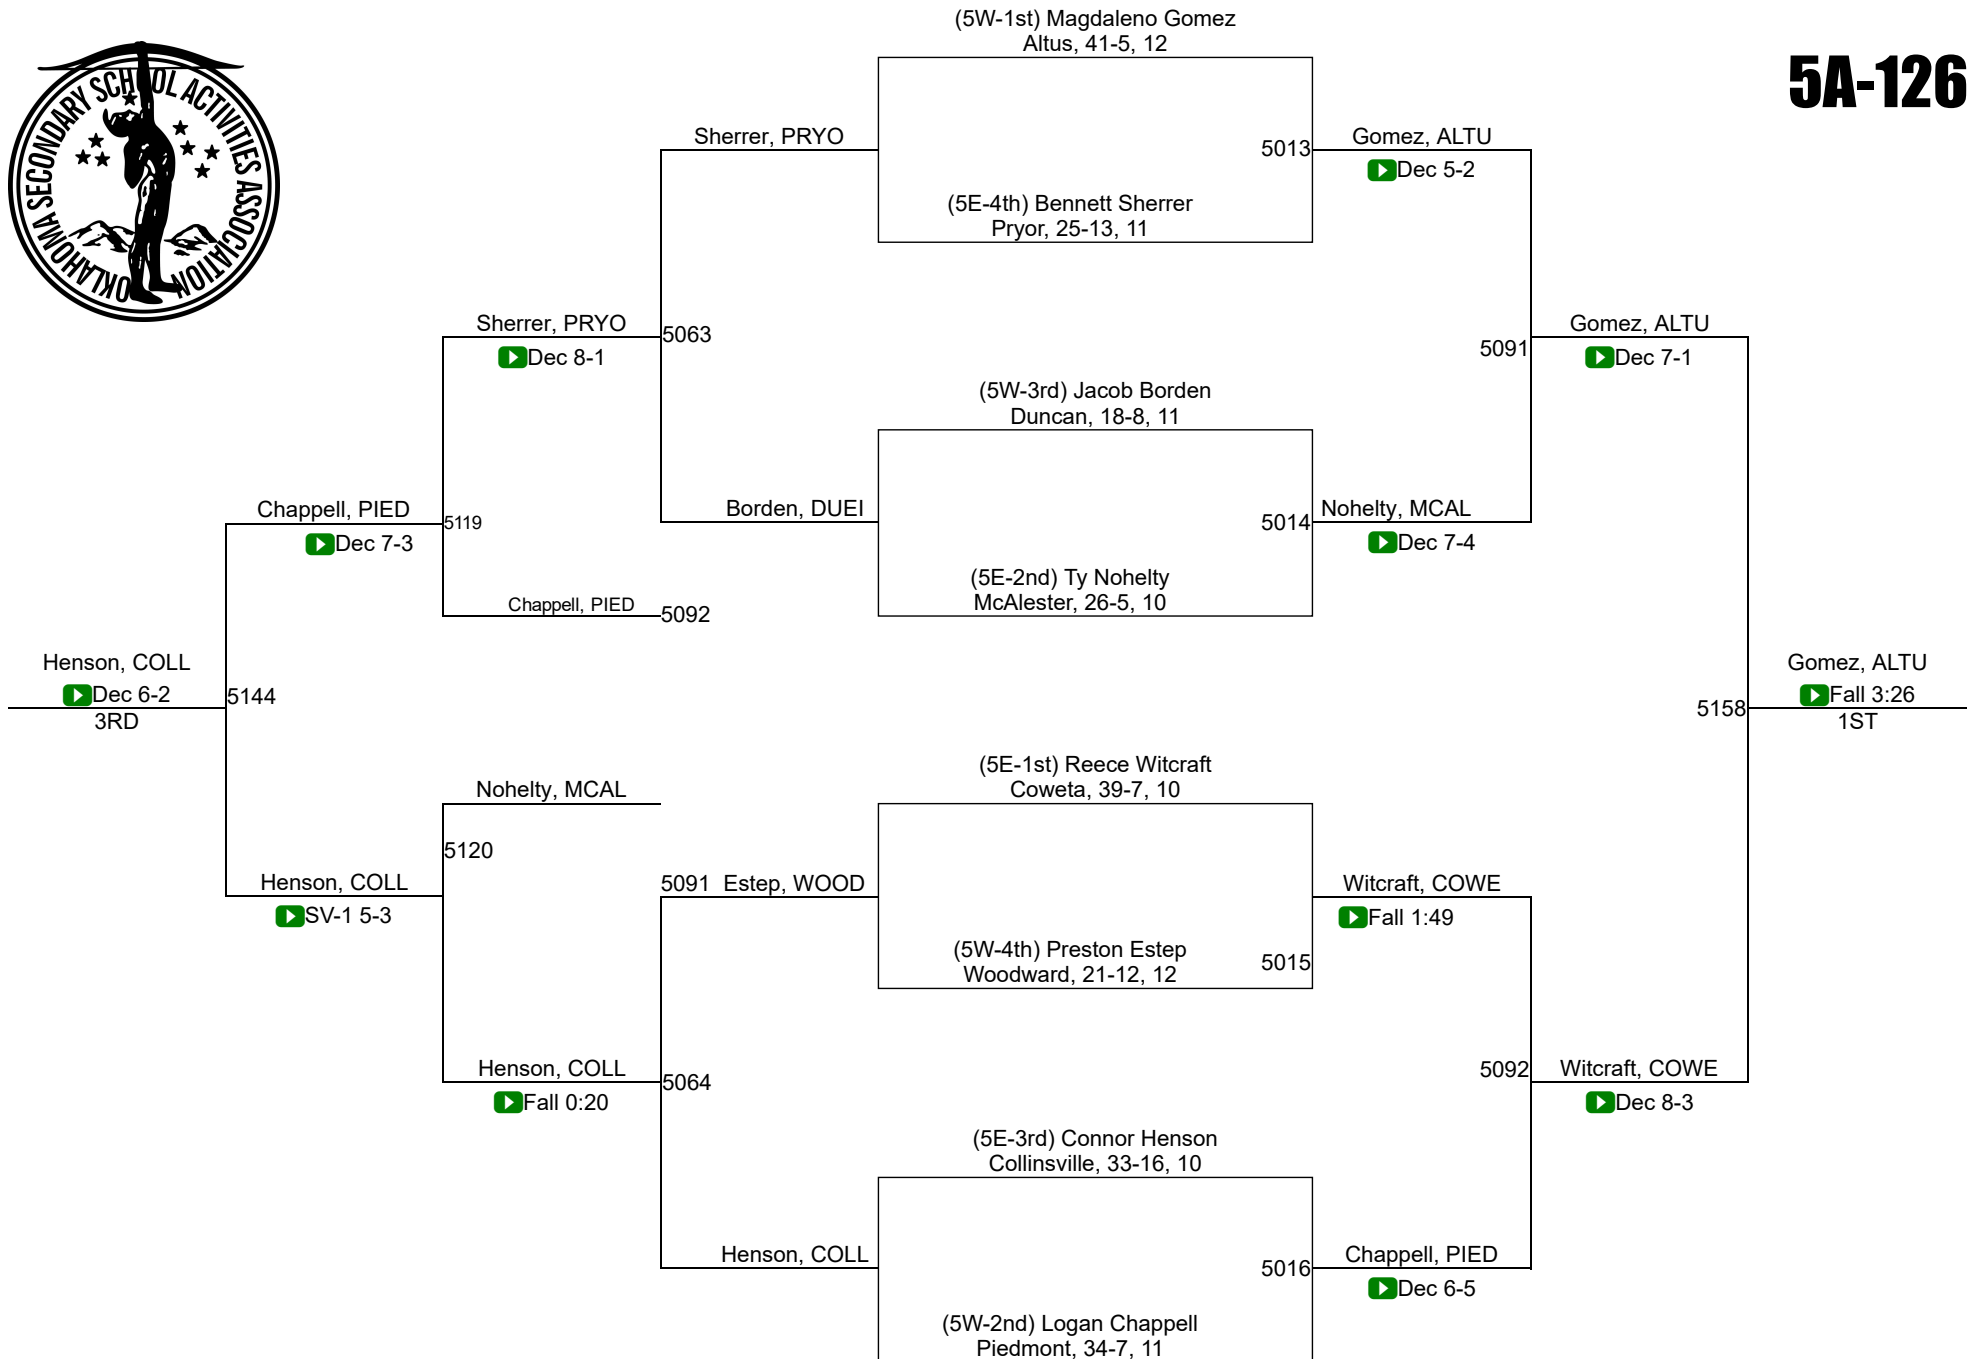 (5W-1st) Magdaleno Gomez
Altus, 41-5, 12
5A-126
OKLAHOMA SECONDARY SCHOOL ACTIVITIES ASSOCIATION
Sherrer, PRYO
5013
Gomez, ALTU
Dec 5-2
(5E-4th) Bennett Sherrer
Pryor, 25-13, 11
Sherrer, PRYO
Dec 8-1
5063
5091
Gomez, ALTU
Dec 7-1
(5W-3rd) Jacob Borden
Duncan, 18-8, 11
Chappell, PIED
Dec 7-3
5119
Borden, DUEI
5014
Nohelty, MCAL
Dec 7-4
(5E-2nd) Ty Nohelty
McAlester, 26-5, 10
Chappell, PIED
5092
Henson, COLL
Dec 6-2
3RD
5144
5158
Gomez, ALTU
Fall 3:26
1ST
(5E-1st) Reece Witcraft
Coweta, 39-7, 10
Nohelty, MCAL
5120
Henson, COLL
SV-1 5-3
5091 Estep, WOOD
Witcraft, COWE
Fall 1:49
(5W-4th) Preston Estep
Woodward, 21-12, 12
5015
Henson, COLL
Fall 0:20
5064
5092
Witcraft, COWE
Dec 8-3
(5E-3rd) Connor Henson
Collinsville, 33-16, 10
Henson, COLL
5016
Chappell, PIED
Dec 6-5
(5W-2nd) Logan Chappell
Piedmont, 34-7, 11